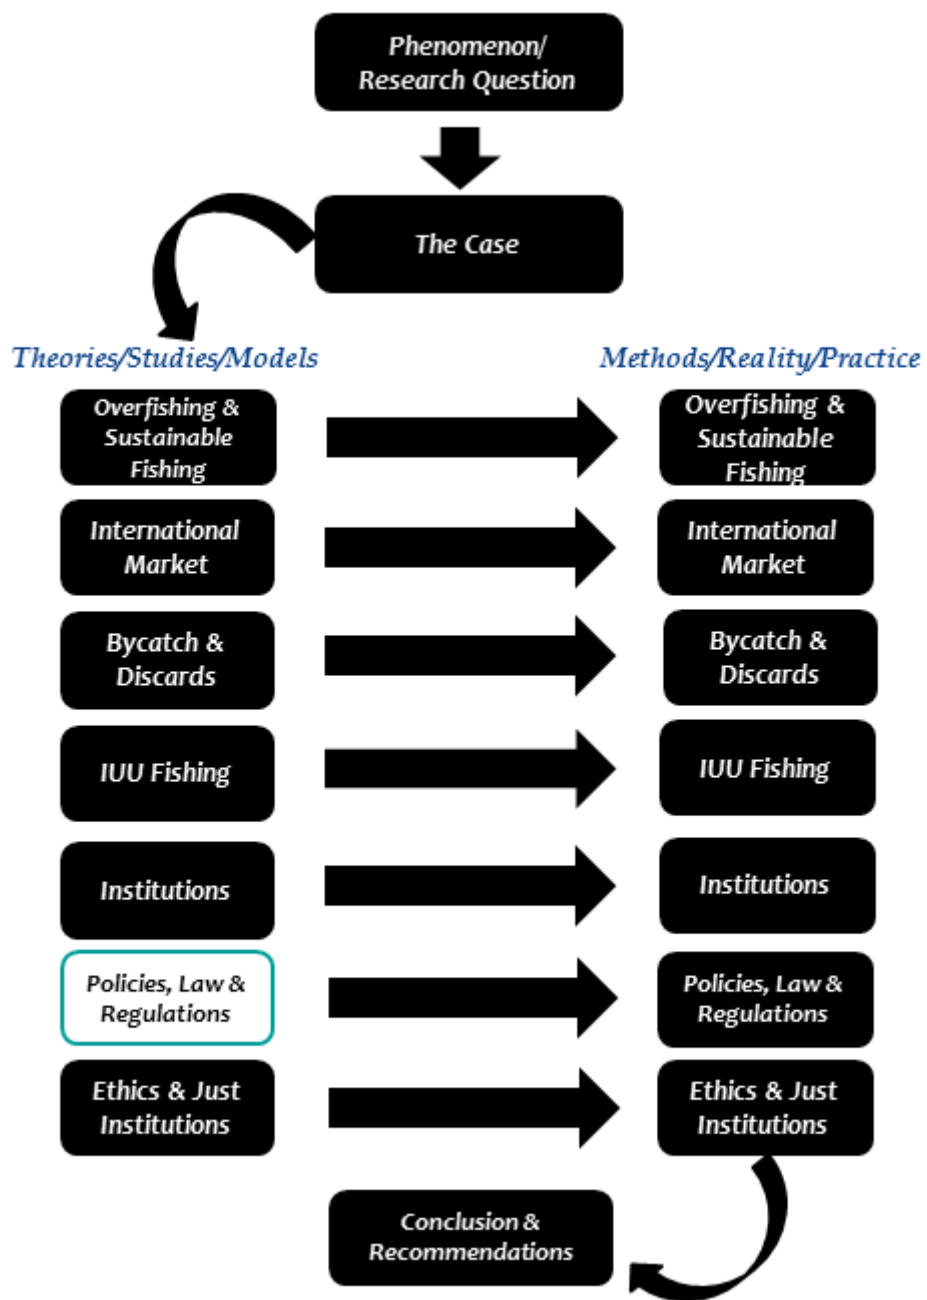 Phenomenon/
Research Question
The Case
Theories/Studies/Models
Methods/Reality/Practice
Overfishing &
Sustainable
Fishing
Overfishing &
Sustainable
Fishing
International
Market
International
Market
Bycatch &
Discards
Bycatch &
Discards
IUU Fishing
IUU Fishing
Institutions
Institutions
Policies, Law &
Regulations
Policies, Law &
Regulations
Ethics & Just
Institutions
Ethics & Just
Institutions
Conclusion &
Recommendations